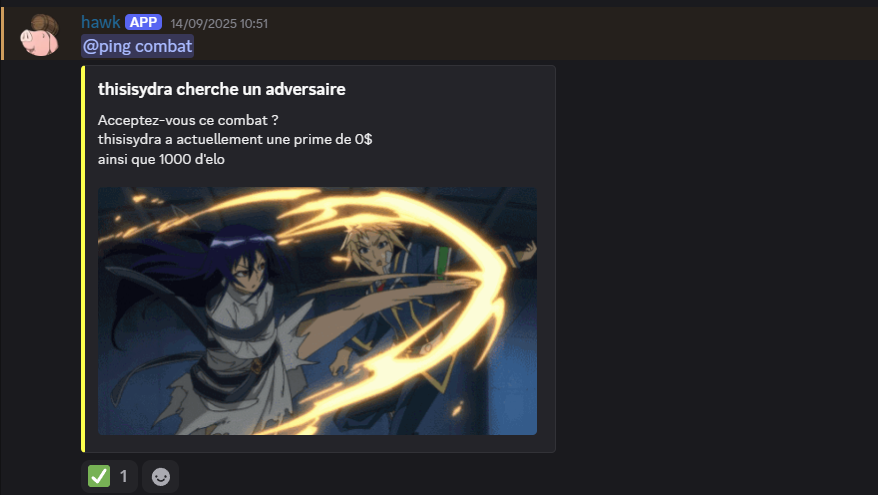 hawk APP 14/09/2025 10:51
@ping combat
thisisydra cherche un adversaire
Acceptez-vous ce combat ?
thisisydra a actuellement une prime de 0$
ainsi que 1000 d'elo
1